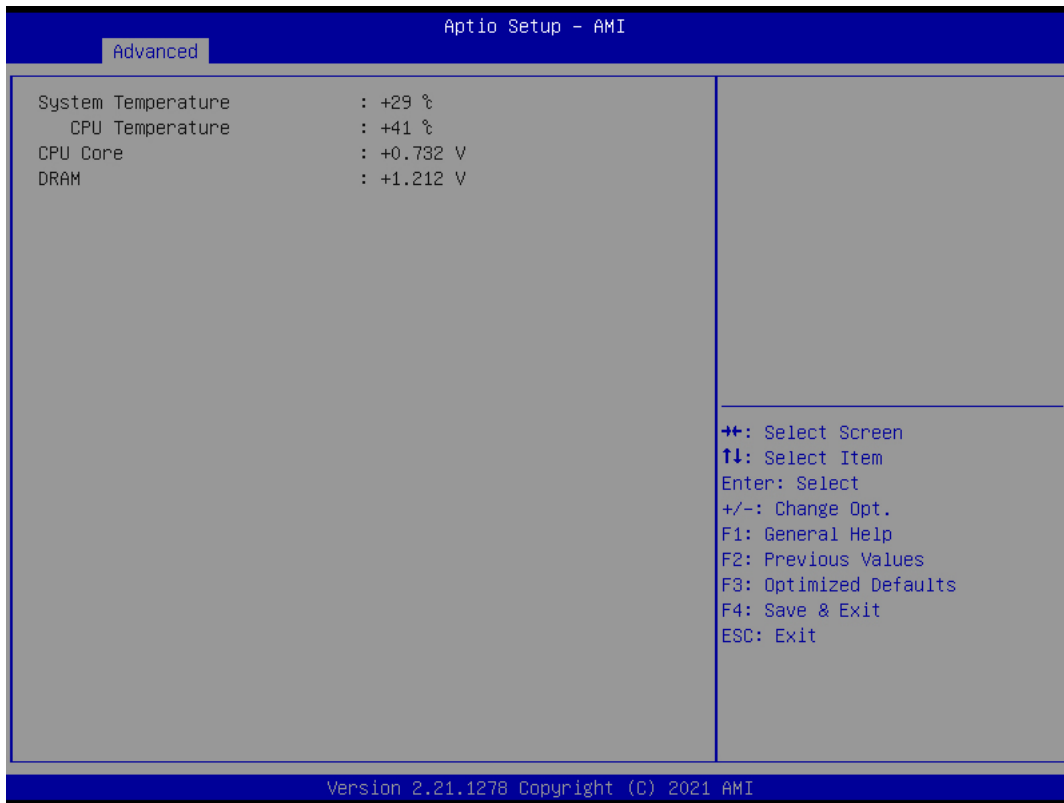 Aptio Setup – AMI
Advanced
System Temperature : +29 ℃
CPU Temperature : +41 ℃
CPU Core : +0.732 V
DRAM : +1.212 V
→←: Select Screen
↑↓: Select Item
Enter: Select
+/-: Change Opt.
F1: General Help
F2: Previous Values
F3: Optimized Defaults
F4: Save & Exit
ESC: Exit
Version 2.21.1278 Copyright (C) 2021 AMI